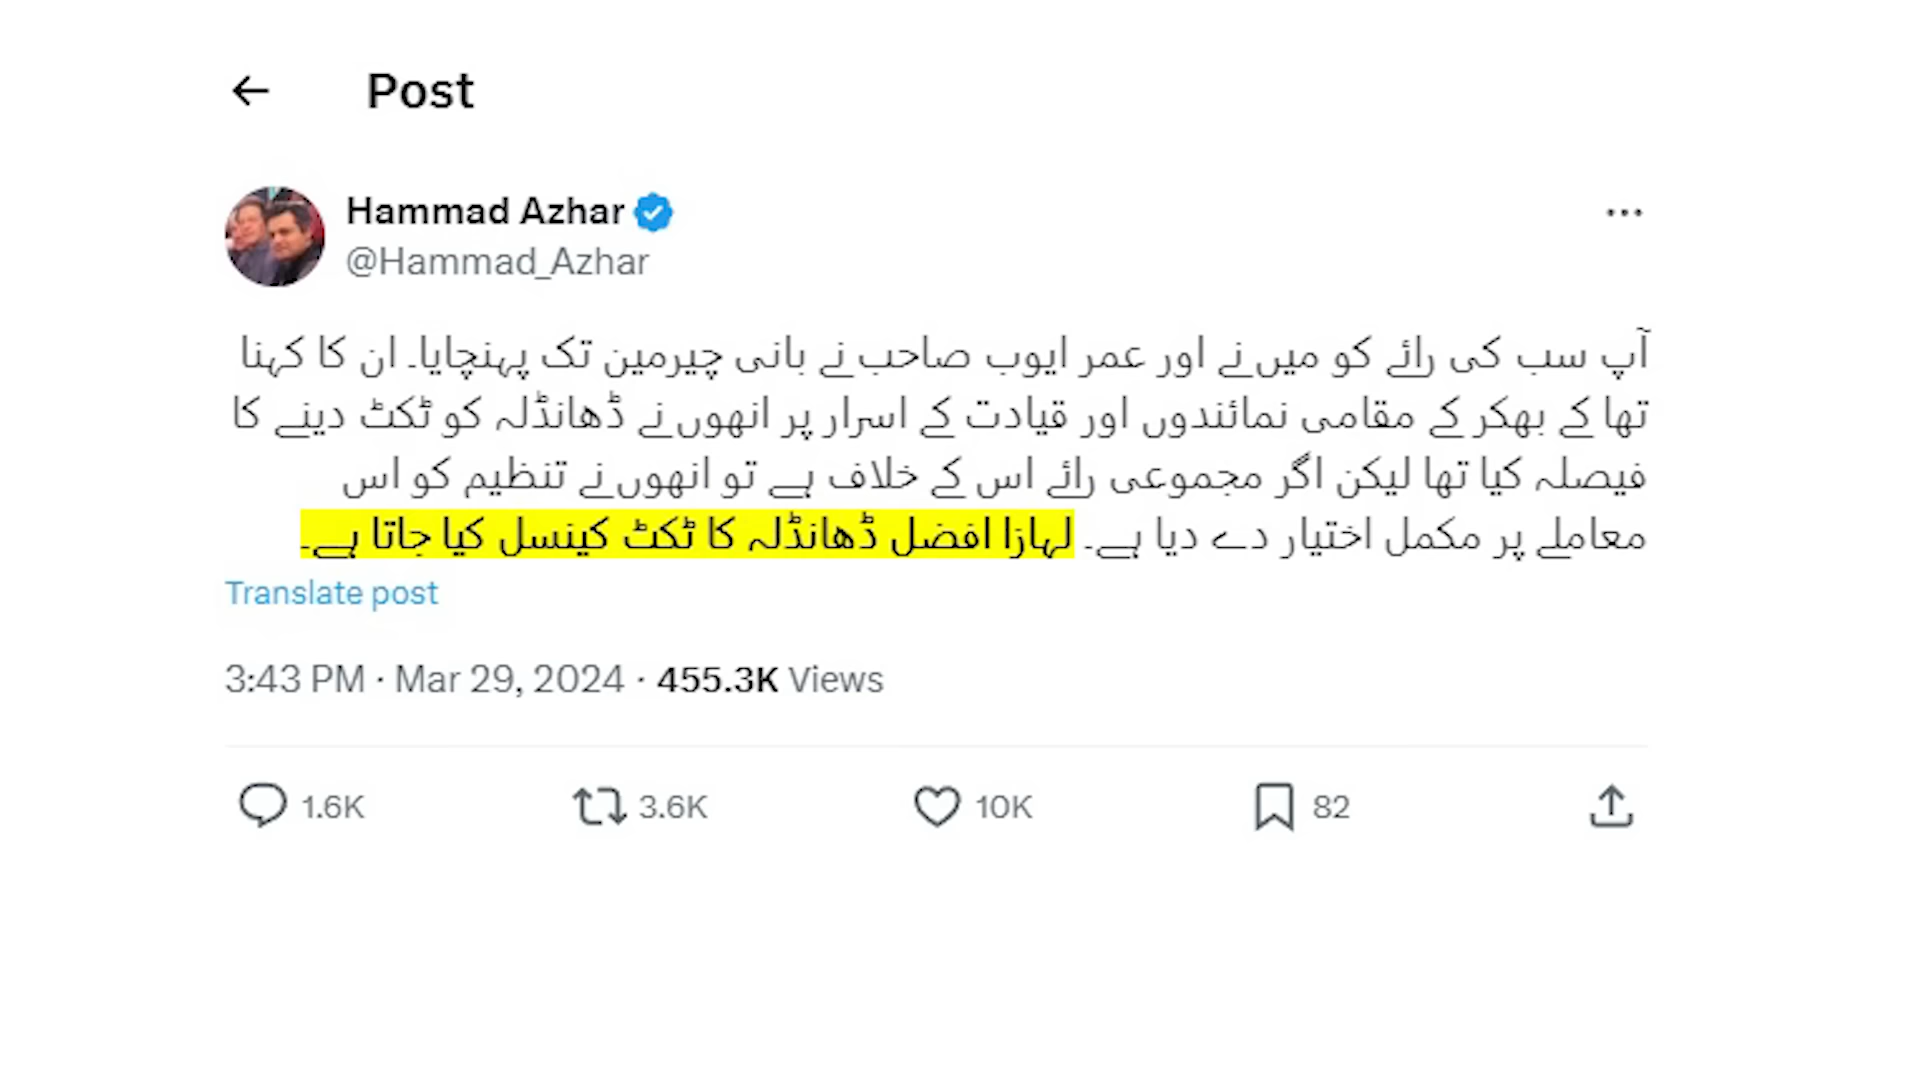 Post
Hammad Azhar
@Hammad_Azhar
آپ سب کی رائے کو میں نے اور عمر ایوب صاحب نے بانی چیرمین تک پہنچایا۔ ان کا کہنا
تھا کے بھکر کے مقامی نمائندوں اور قیادت کے اسرار پر انھوں نے ڈھانڈلہ کو ٹکٹ دینے کا
فیصلہ کیا تھا لیکن اگر مجموعی رائے اس کے خلاف ہے تو انھوں نے تنظیم کو اس
معاملے پر مکمل اختیار دے دیا ہے۔ لہازا افضل ڈھانڈلہ کا ٹکٹ کینسل کیا جاتا ہے۔
Translate post
3:43 PM · Mar 29, 2024 · 455.3K Views
1.6K 3.6K 10K 82